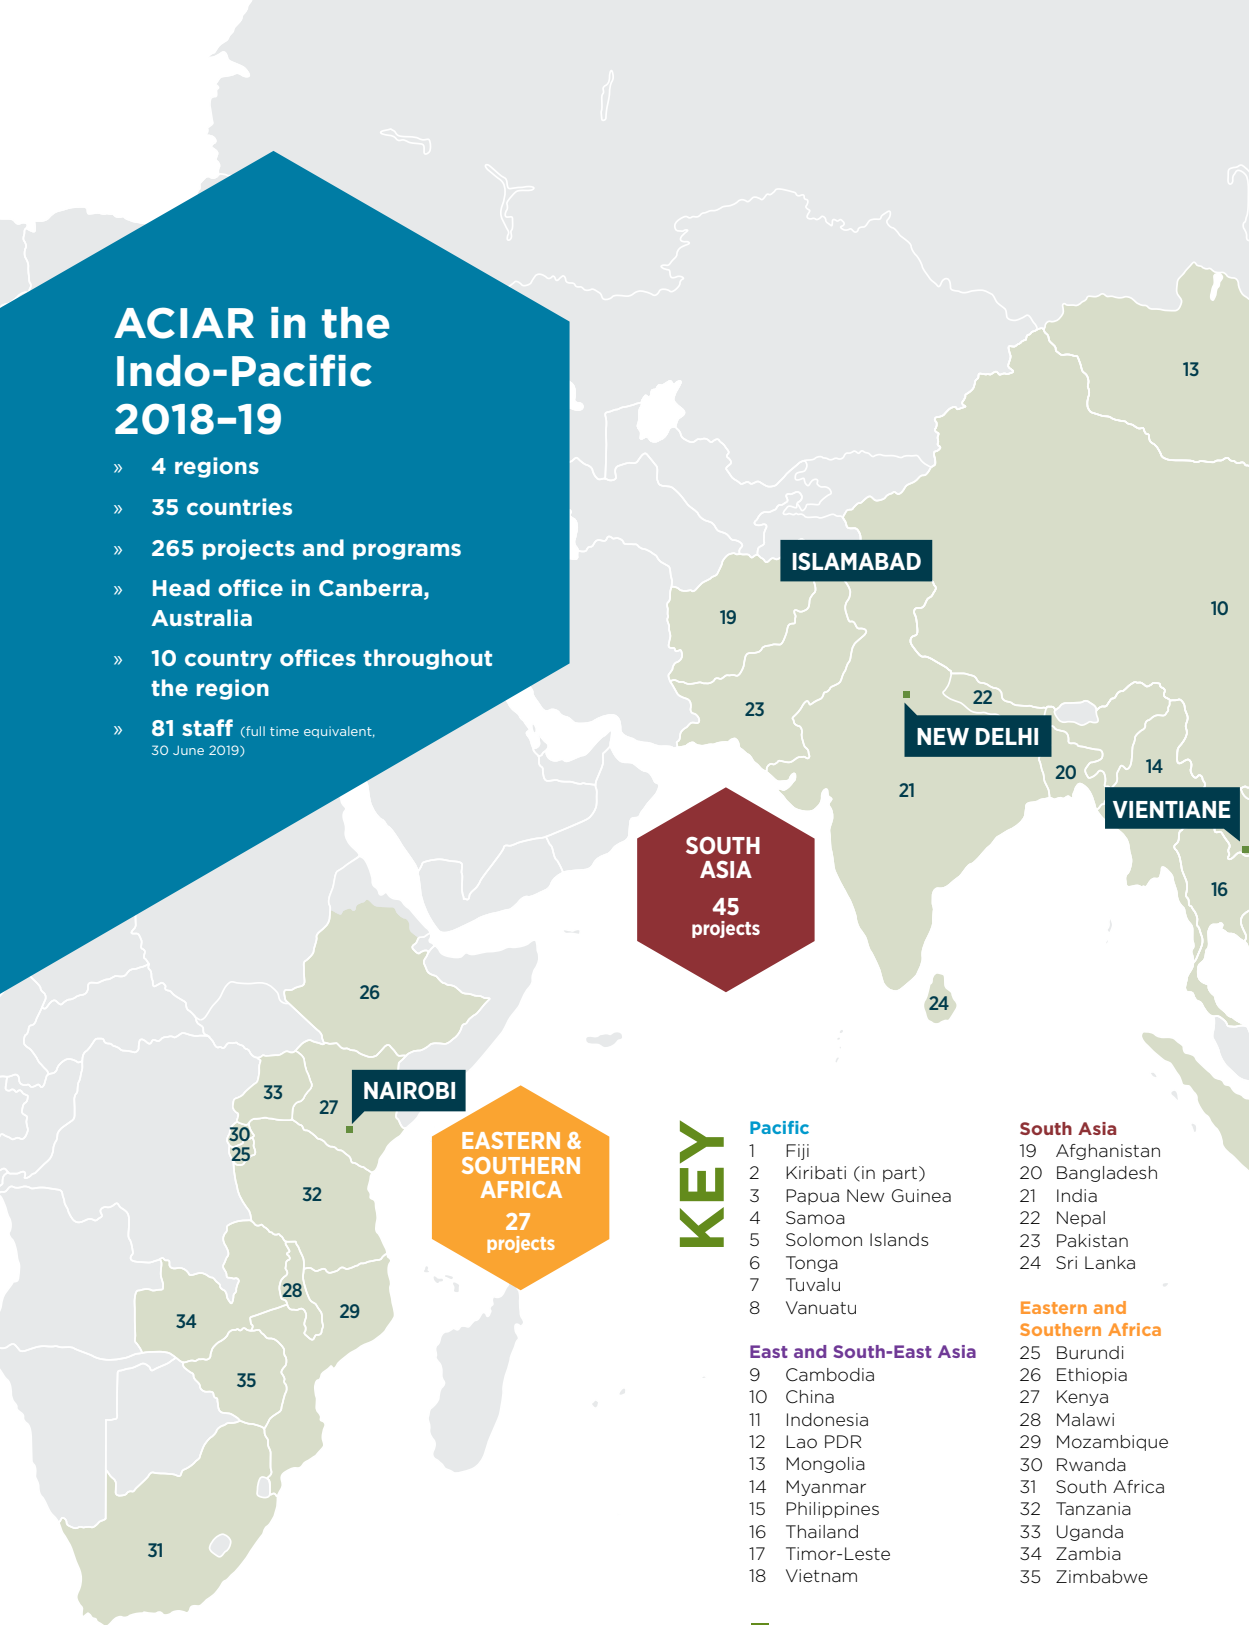 ACIAR in the
Indo-Pacific
2018–19
» 4 regions
» 35 countries
» 265 projects and programs
» Head office in Canberra,
Australia
» 10 country offices throughout
the region
» 81 staff (full time equivalent,
30 June 2019)
13
ISLAMABAD
10
19
22
23
NEW DELHI
14
20
21
VIENTIANE
SOUTH
ASIA
45
projects
16
26
24
33
NAIROBI
27
30
25
EASTERN &
SOUTHERN
AFRICA
27
projects
32
28
29
34
35
31
KEY
Pacific
1 Fiji
2 Kiribati (in part)
3 Papua New Guinea
4 Samoa
5 Solomon Islands
6 Tonga
7 Tuvalu
8 Vanuatu
East and South-East Asia
9 Cambodia
10 China
11 Indonesia
12 Lao PDR
13 Mongolia
14 Myanmar
15 Philippines
16 Thailand
17 Timor-Leste
18 Vietnam
South Asia
19 Afghanistan
20 Bangladesh
21 India
22 Nepal
23 Pakistan
24 Sri Lanka
Eastern and
Southern Africa
25 Burundi
26 Ethiopia
27 Kenya
28 Malawi
29 Mozambique
30 Rwanda
31 South Africa
32 Tanzania
33 Uganda
34 Zambia
35 Zimbabwe